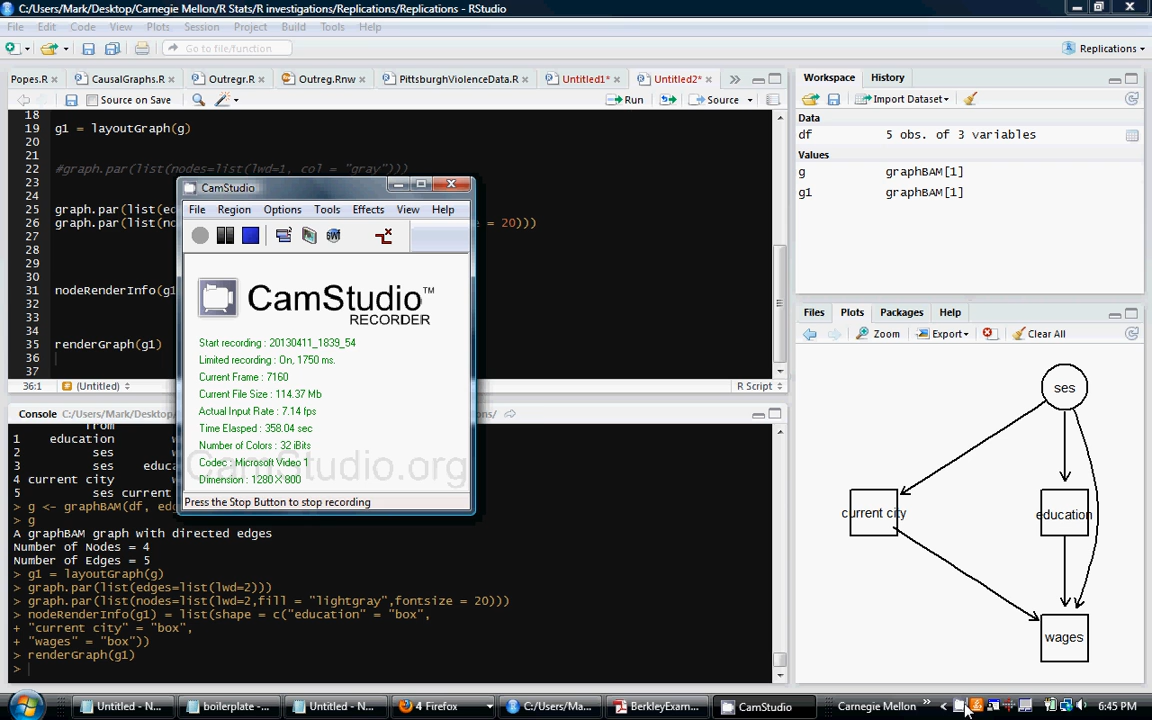 C:/Users/Mark/Desktop/Carnegie Mellon/R Stats/R investigations/Replications/Replications - RStudio
File Edit Code View Plots Session Project Build Tools Help
Go to file/function
Replications
Popes.R CausalGraphs.R Outregr.R Outreg.Rnw PittsburghViolenceData.R Untitled1* Untitled2*
Source on Save Run Source
18
19 g1 = layoutGraph(g)
20
21
22 #graph.par(list(nodes=list(lwd=1, col = "gray")))
23
24
25 graph.par(list(ed
26 graph.par(list(no = 20)))
27
28
29
30
31 nodeRenderInfo(g1
32
33
34
35 renderGraph(g1)
36
37
36:1 (Untitled) R Script
CamStudio
File Region Options Tools Effects View Help
CamStudio™
RECORDER
Start recording : 20130411_1839_54
Limited recording : On, 1750 ms.
Current Frame : 7160
Current File Size : 114.37 Mb
Actual Input Rate : 7.14 fps
Time Elasped : 358.04 sec
Number of Colors : 32 iBits
Codec : Microsoft Video 1
Dimension : 1280 X 800
CamStudio.org
Press the Stop Button to stop recording
Console C:/Users/Mark/Desktop/
from
1 education w
2 ses w
3 ses educa
4 current city w
5 ses current
> g <- graphBAM(df, edg
> g
A graphBAM graph with directed edges
Number of Nodes = 4
Number of Edges = 5
> g1 = layoutGraph(g)
> graph.par(list(edges=list(lwd=2)))
> graph.par(list(nodes=list(lwd=2,fill = "lightgray",fontsize = 20)))
> nodeRenderInfo(g1) = list(shape = c("education" = "box",
+ "current city" = "box",
+ "wages" = "box"))
> renderGraph(g1)
>
Workspace History
Import Dataset
Data
df 5 obs. of 3 variables
Values
g graphBAM[1]
g1 graphBAM[1]
Files Plots Packages Help
Zoom Export Clear All
ses
current city
education
wages
Untitled - N... boilerplate -... Untitled - N... 4 Firefox C:/Users/Ma... BerkleyExam... CamStudio Carnegie Mellon 6:45 PM